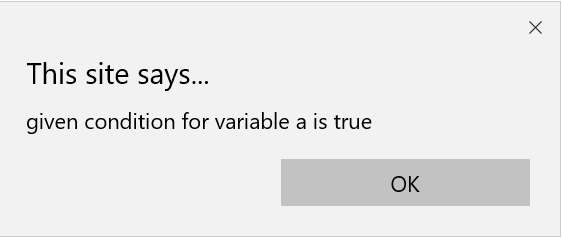 This site says...
given condition for variable a is true
OK